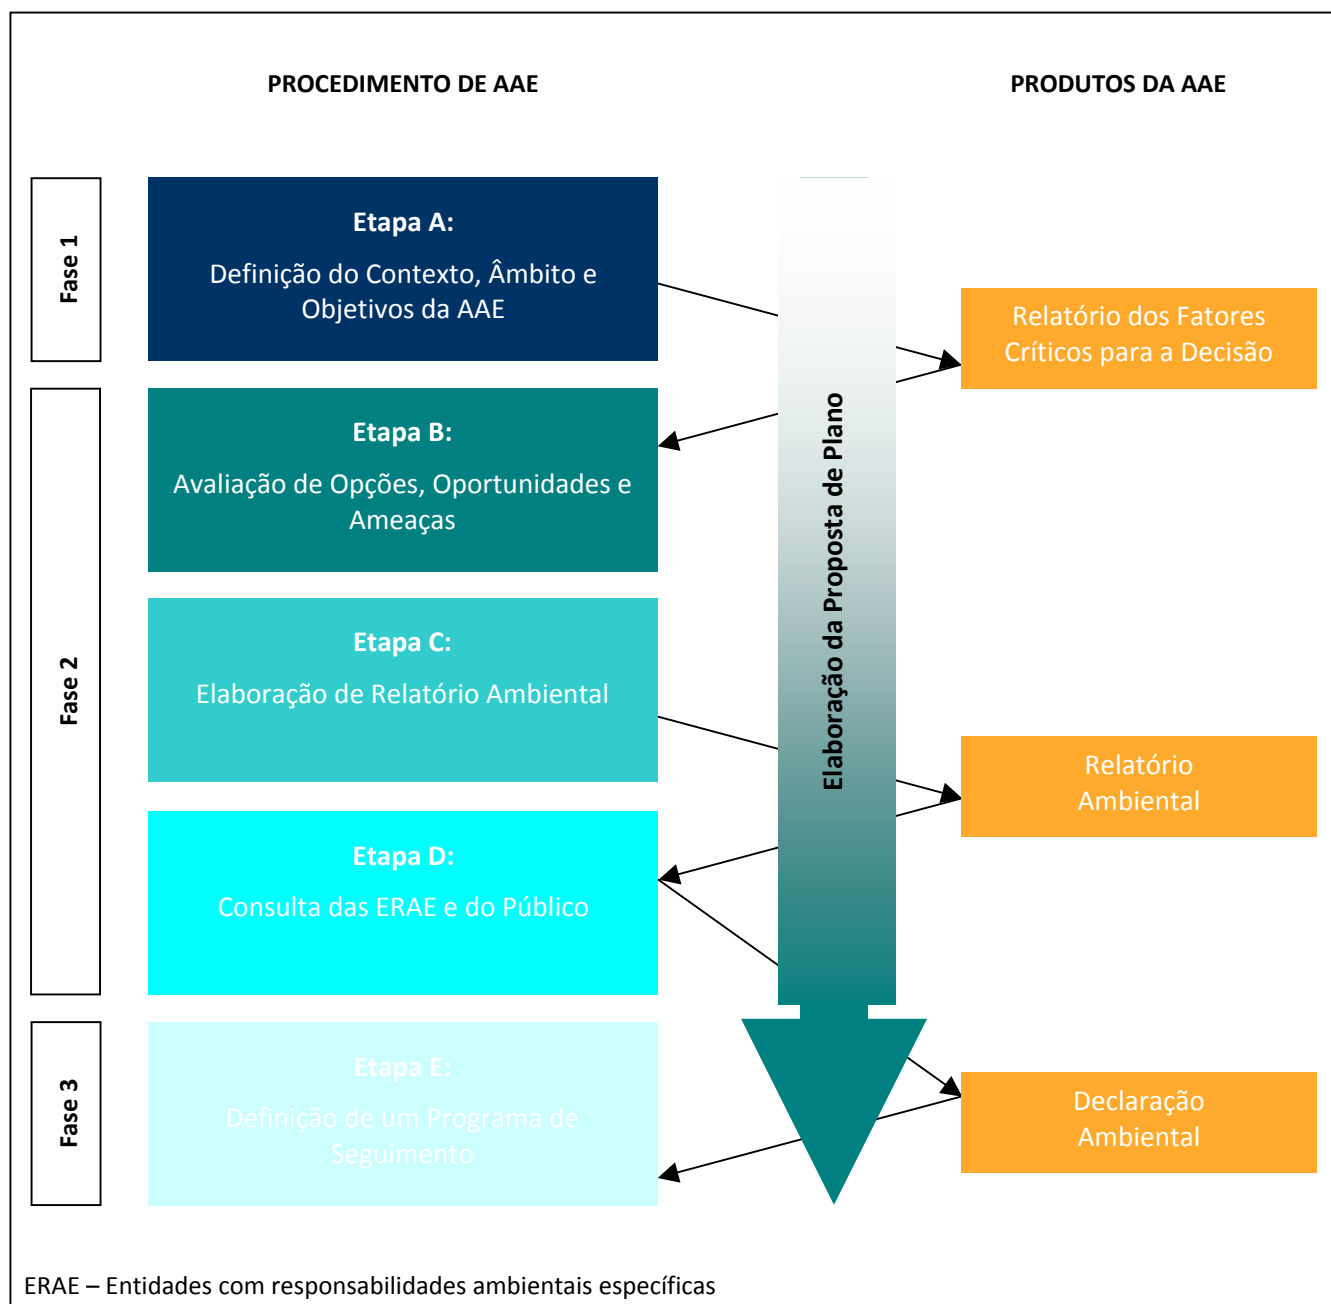 PROCEDIMENTO DE AAE
PRODUTOS DA AAE
Fase 1
Etapa A:
Definição do Contexto, Âmbito e
Objetivos da AAE
Relatório dos Fatores
Críticos para a Decisão
Fase 2
Etapa B:
Avaliação de Opções, Oportunidades e
Ameaças
Elaboração da Proposta de Plano
Etapa C:
Elaboração de Relatório Ambiental
Relatório
Ambiental
Etapa D:
Consulta das ERAE e do Público
Fase 3
Etapa E:
Definição de um Programa de
Seguimento
Declaração
Ambiental
ERAE – Entidades com responsabilidades ambientais específicas